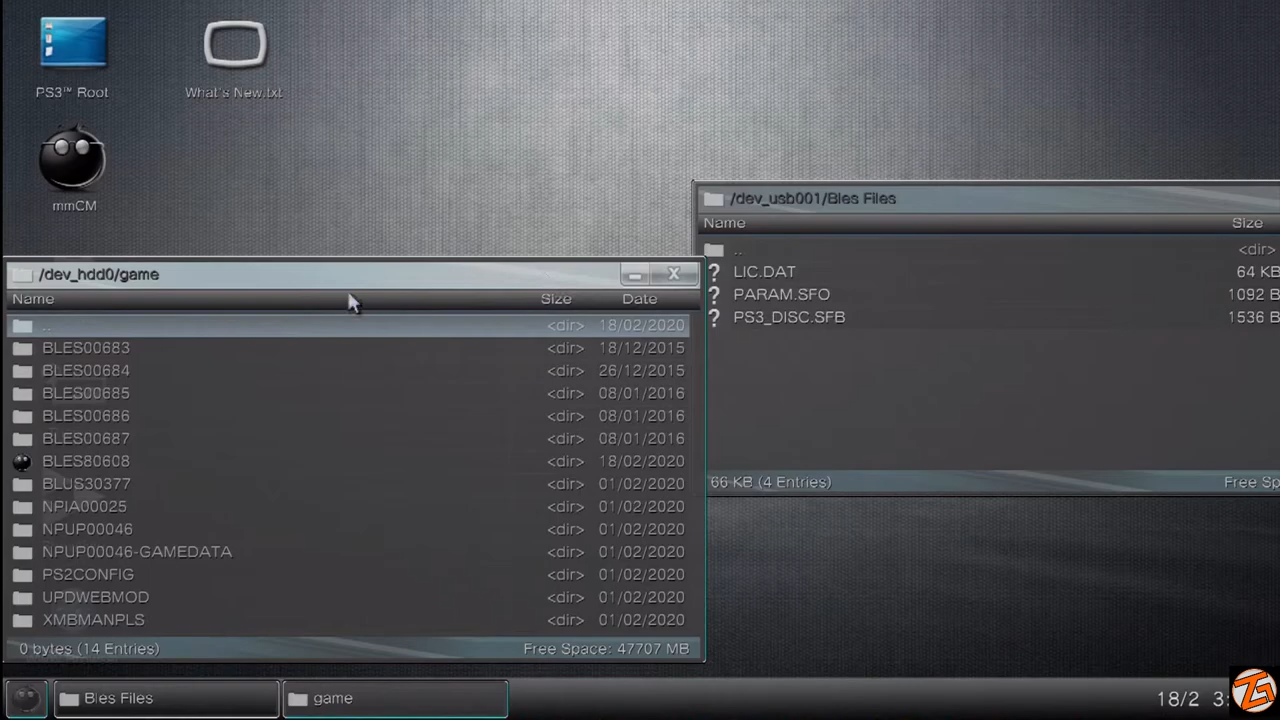 PS3™ Root
What's New.txt
mmCM
/dev_usb001/Bles Files
Name Size
.. <dir>
LIC.DAT 64 KB
PARAM.SFO 1092 B
PS3_DISC.SFB 1536 B
66 KB (4 Entries) Free Sp
/dev_hdd0/game
X
Name Size Date
.. <dir> 18/02/2020
BLES00683 <dir> 18/12/2015
BLES00684 <dir> 26/12/2015
BLES00685 <dir> 08/01/2016
BLES00686 <dir> 08/01/2016
BLES00687 <dir> 08/01/2016
BLES80608 <dir> 18/02/2020
BLUS30377 <dir> 01/02/2020
NPIA00025 <dir> 01/02/2020
NPUP00046 <dir> 01/02/2020
NPUP00046-GAMEDATA <dir> 01/02/2020
PS2CONFIG <dir> 01/02/2020
UPDWEBMOD <dir> 01/02/2020
XMBMANPLS <dir> 01/02/2020
0 bytes (14 Entries) Free Space: 47707 MB
Bles Files
game
18/2 3: